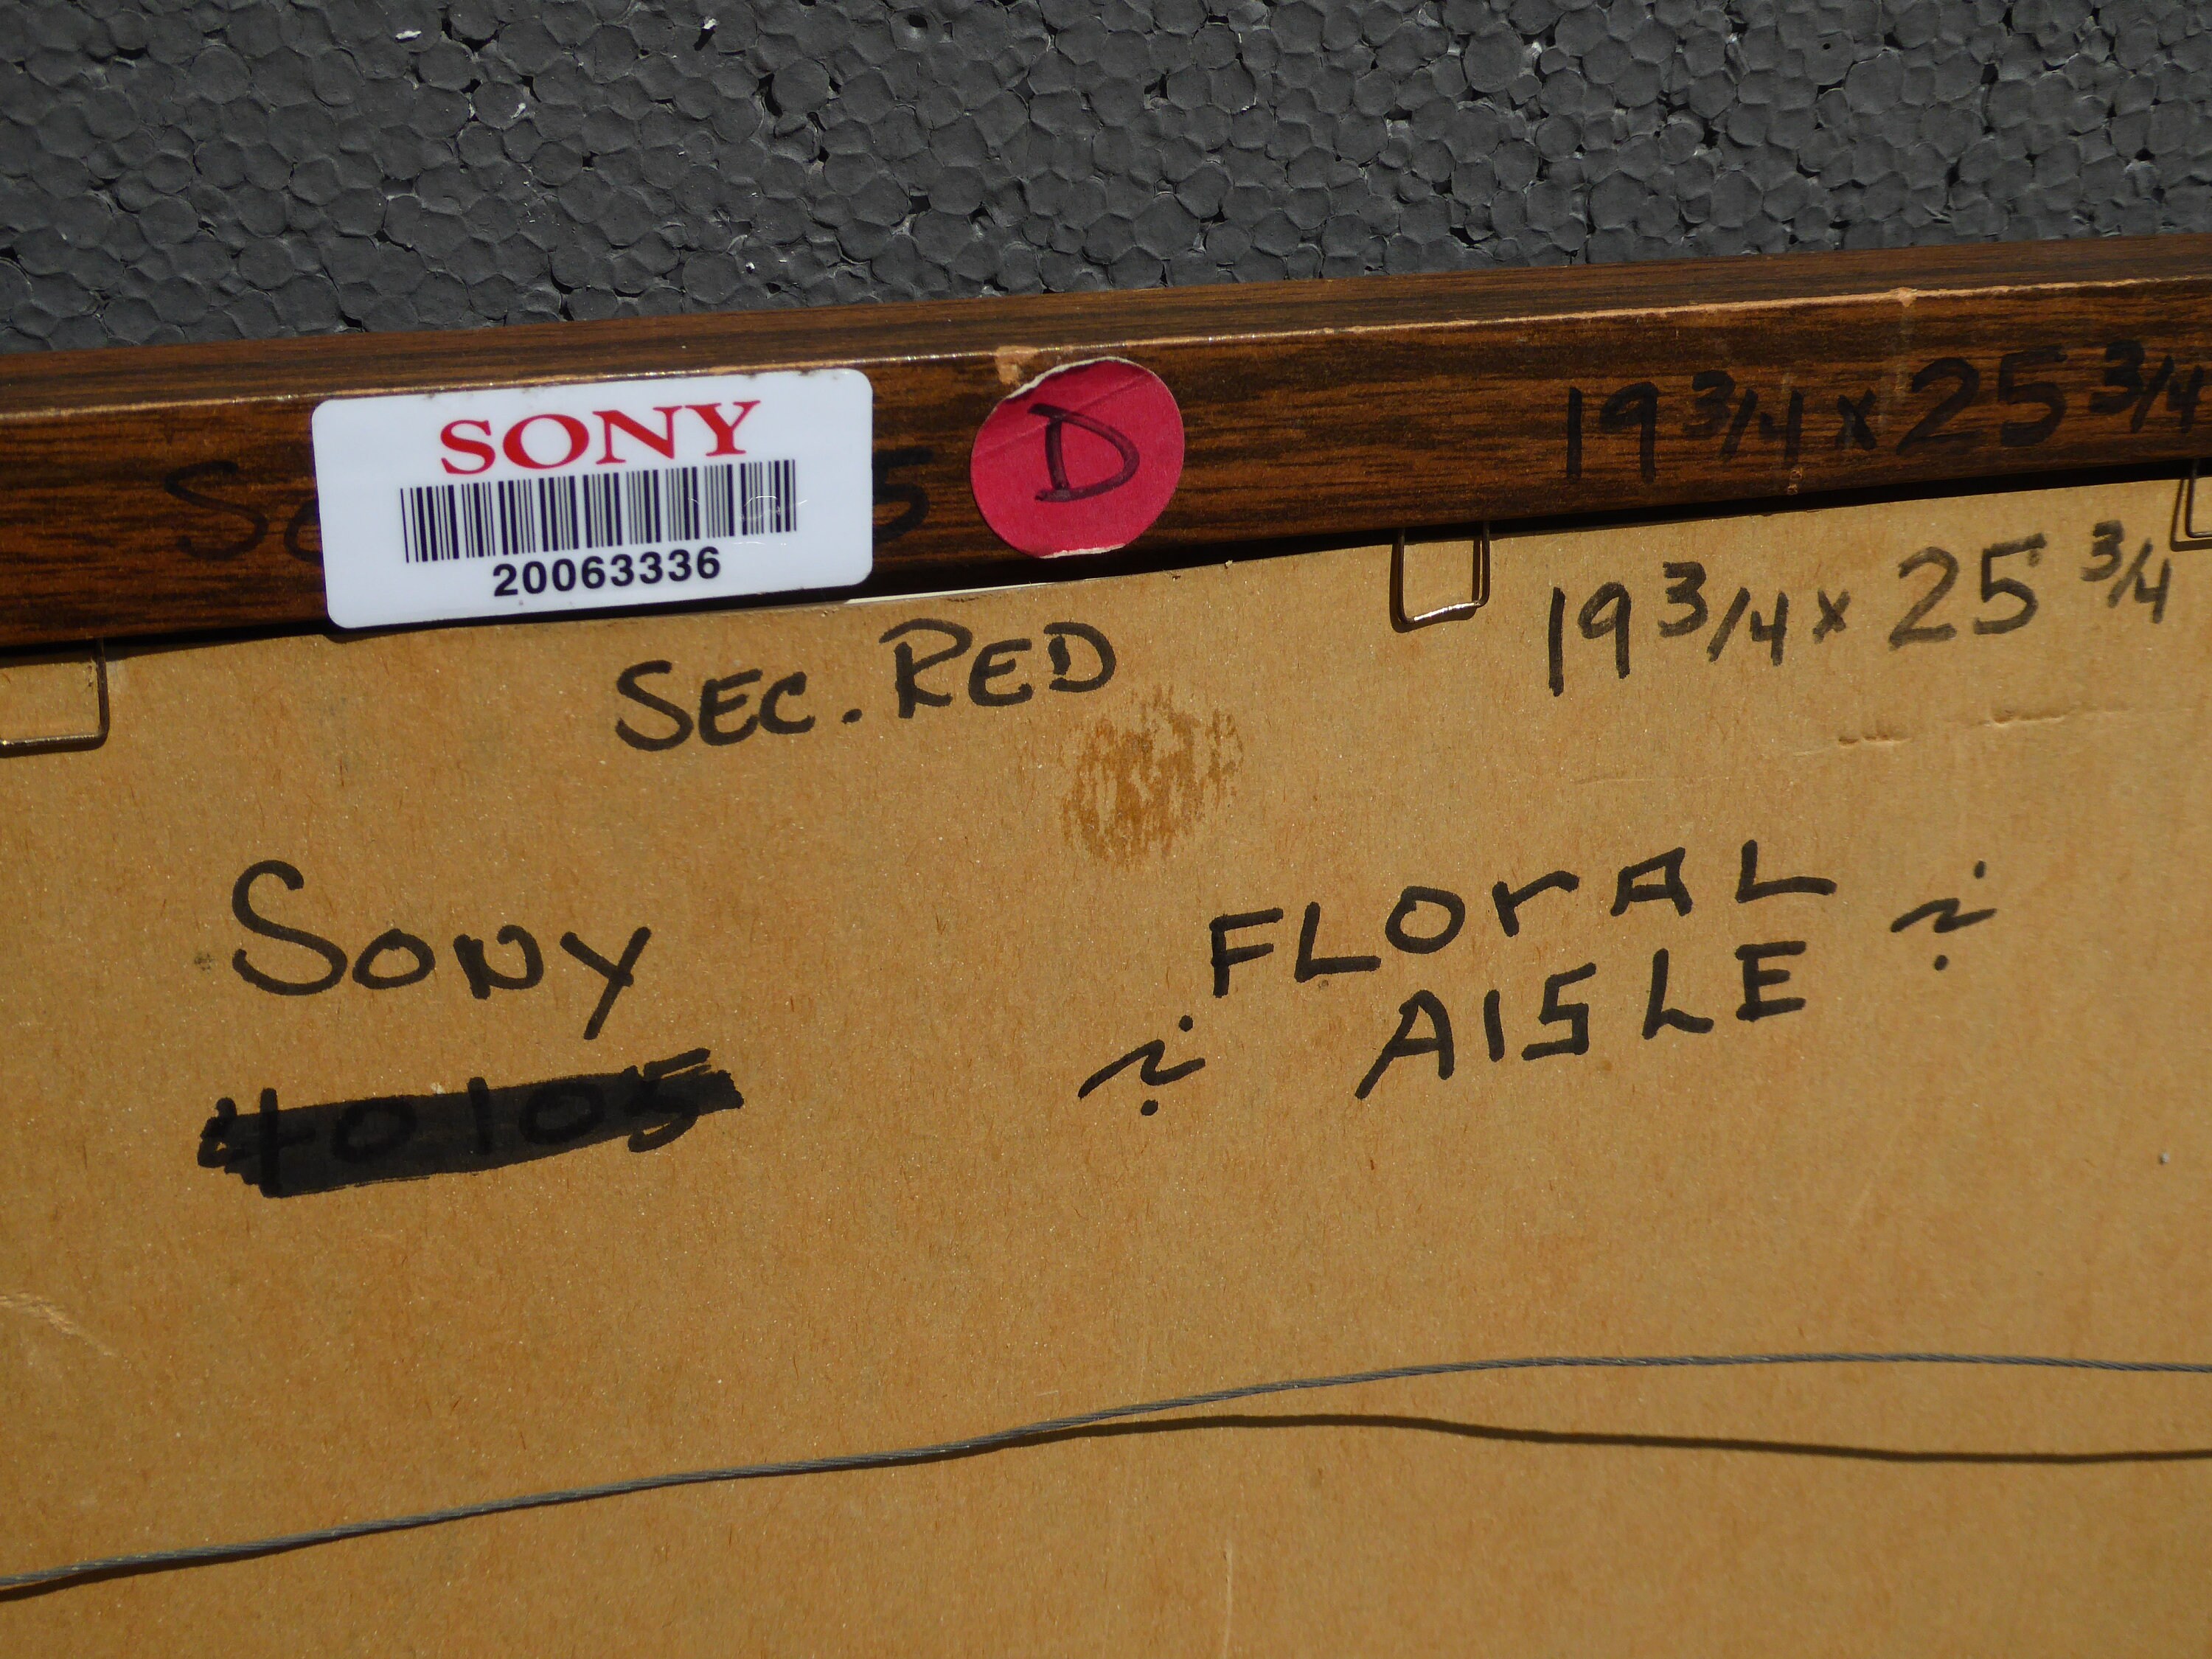 SONY
20063336
D
19 3/4 x 25 3/4
19 3/4 x 25 3/4
SEC. RED
SONY
40105
FLORAL
AISLE